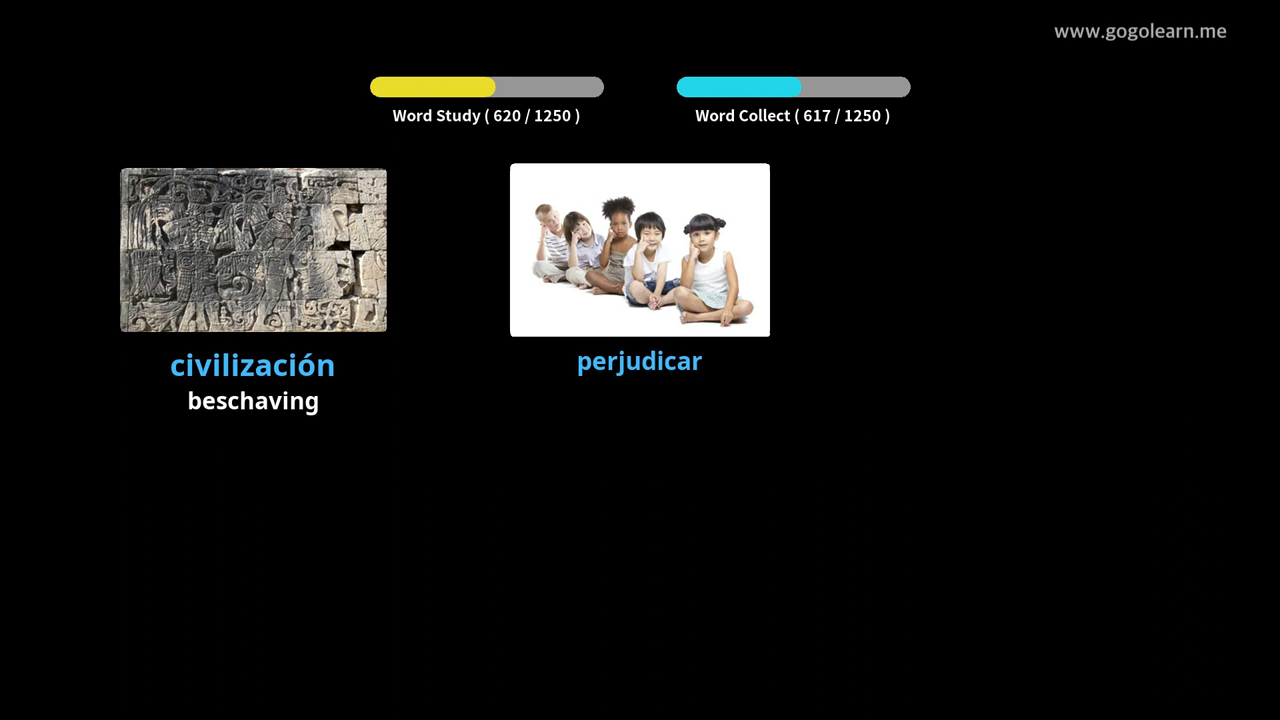 www.gogolearn.me
Word Study ( 620 / 1250 )
Word Collect ( 617 / 1250 )
civilización
beschaving
perjudicar